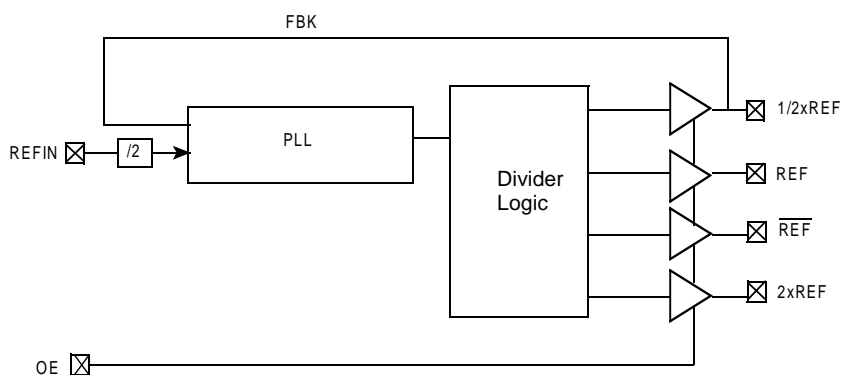 FBK
1/2xREF
REFIN
/2
PLL
Divider
Logic
REF
REF
2xREF
OE